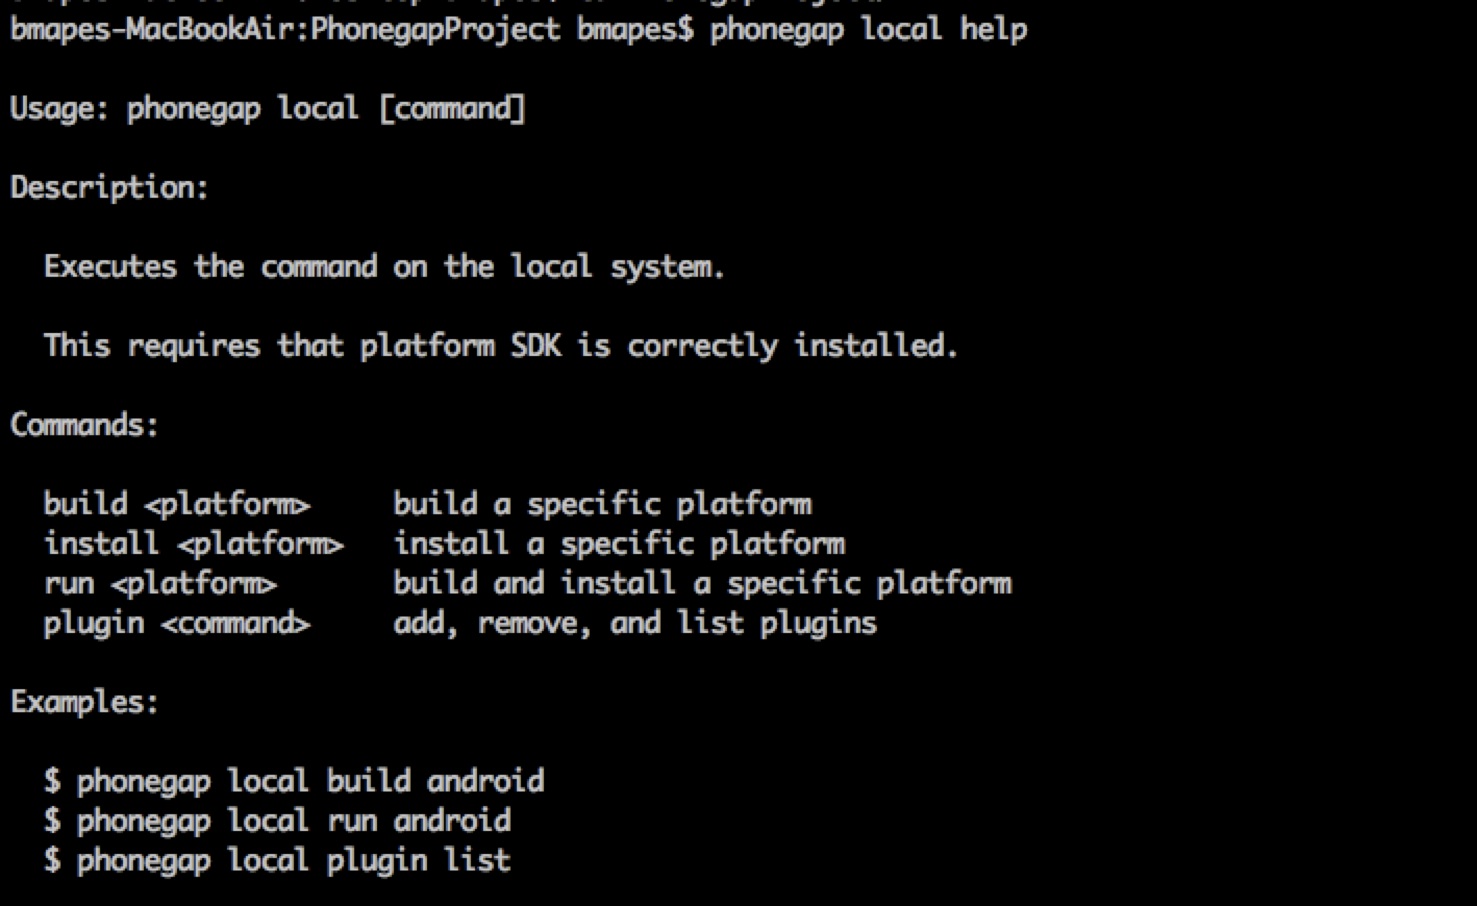 bmapes-MacBookAir:PhonegapProject bmapes$ phonegap local help
Usage: phonegap local [command]
Description:
Executes the command on the local system.
This requires that platform SDK is correctly installed.
Commands:
build <platform>     build a specific platform
install <platform>   install a specific platform
run <platform>       build and install a specific platform
plugin <command>     add, remove, and list plugins
Examples:
$ phonegap local build android
$ phonegap local run android
$ phonegap local plugin list